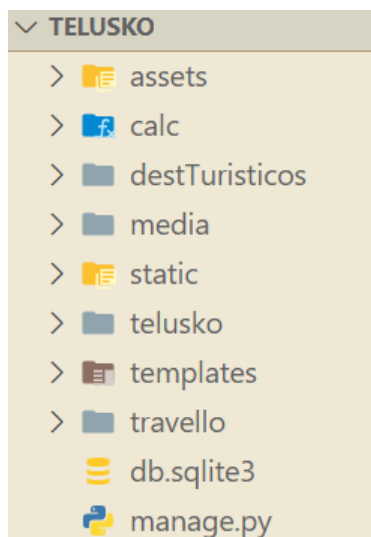 TELUSKO
assets
calc
destTuristicos
media
static
telusko
templates
travello
db.sqlite3
manage.py